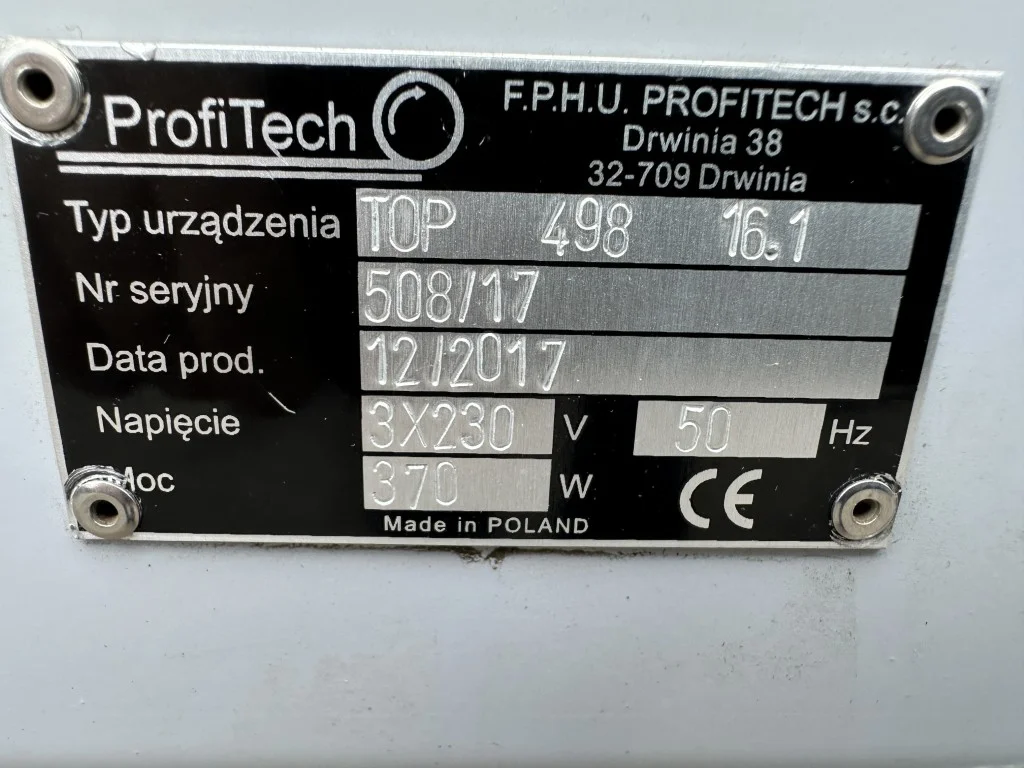 ProfiTech
F.P.H.U. PROFITECH s.c.
Drwinia 38
32-709 Drwinia
Typ urządzenia TOP 498 16.1
Nr seryjny 508/17
Data prod. 12/2017
Napięcie 3X230 V 50 Hz
Moc 370 W
Made in POLAND CE